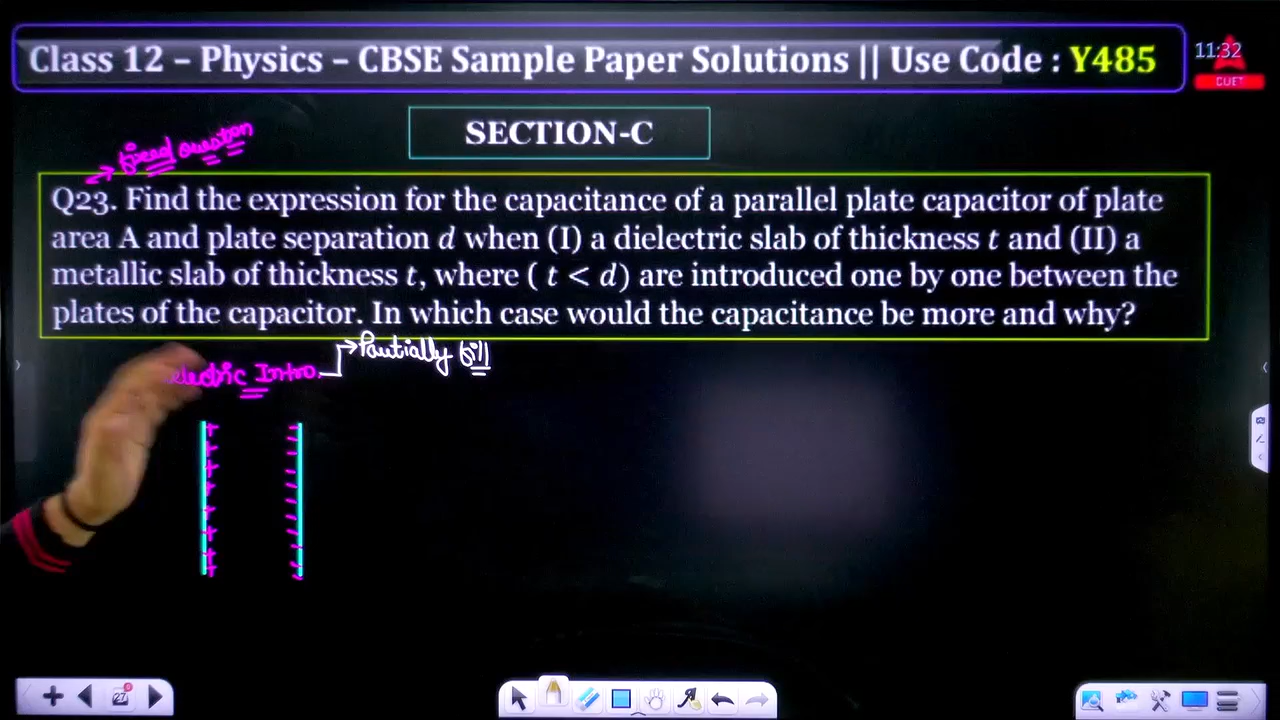 Class 12 – Physics – CBSE Sample Paper Solutions || Use Code : Y485
11:32
CUET
SECTION-C
fixed question
Q23. Find the expression for the capacitance of a parallel plate capacitor of plate
area A and plate separation d when (I) a dielectric slab of thickness t and (II) a
metallic slab of thickness t, where ( t < d) are introduced one by one between the
plates of the capacitor. In which case would the capacitance be more and why?
Partially fill
Intro.
27